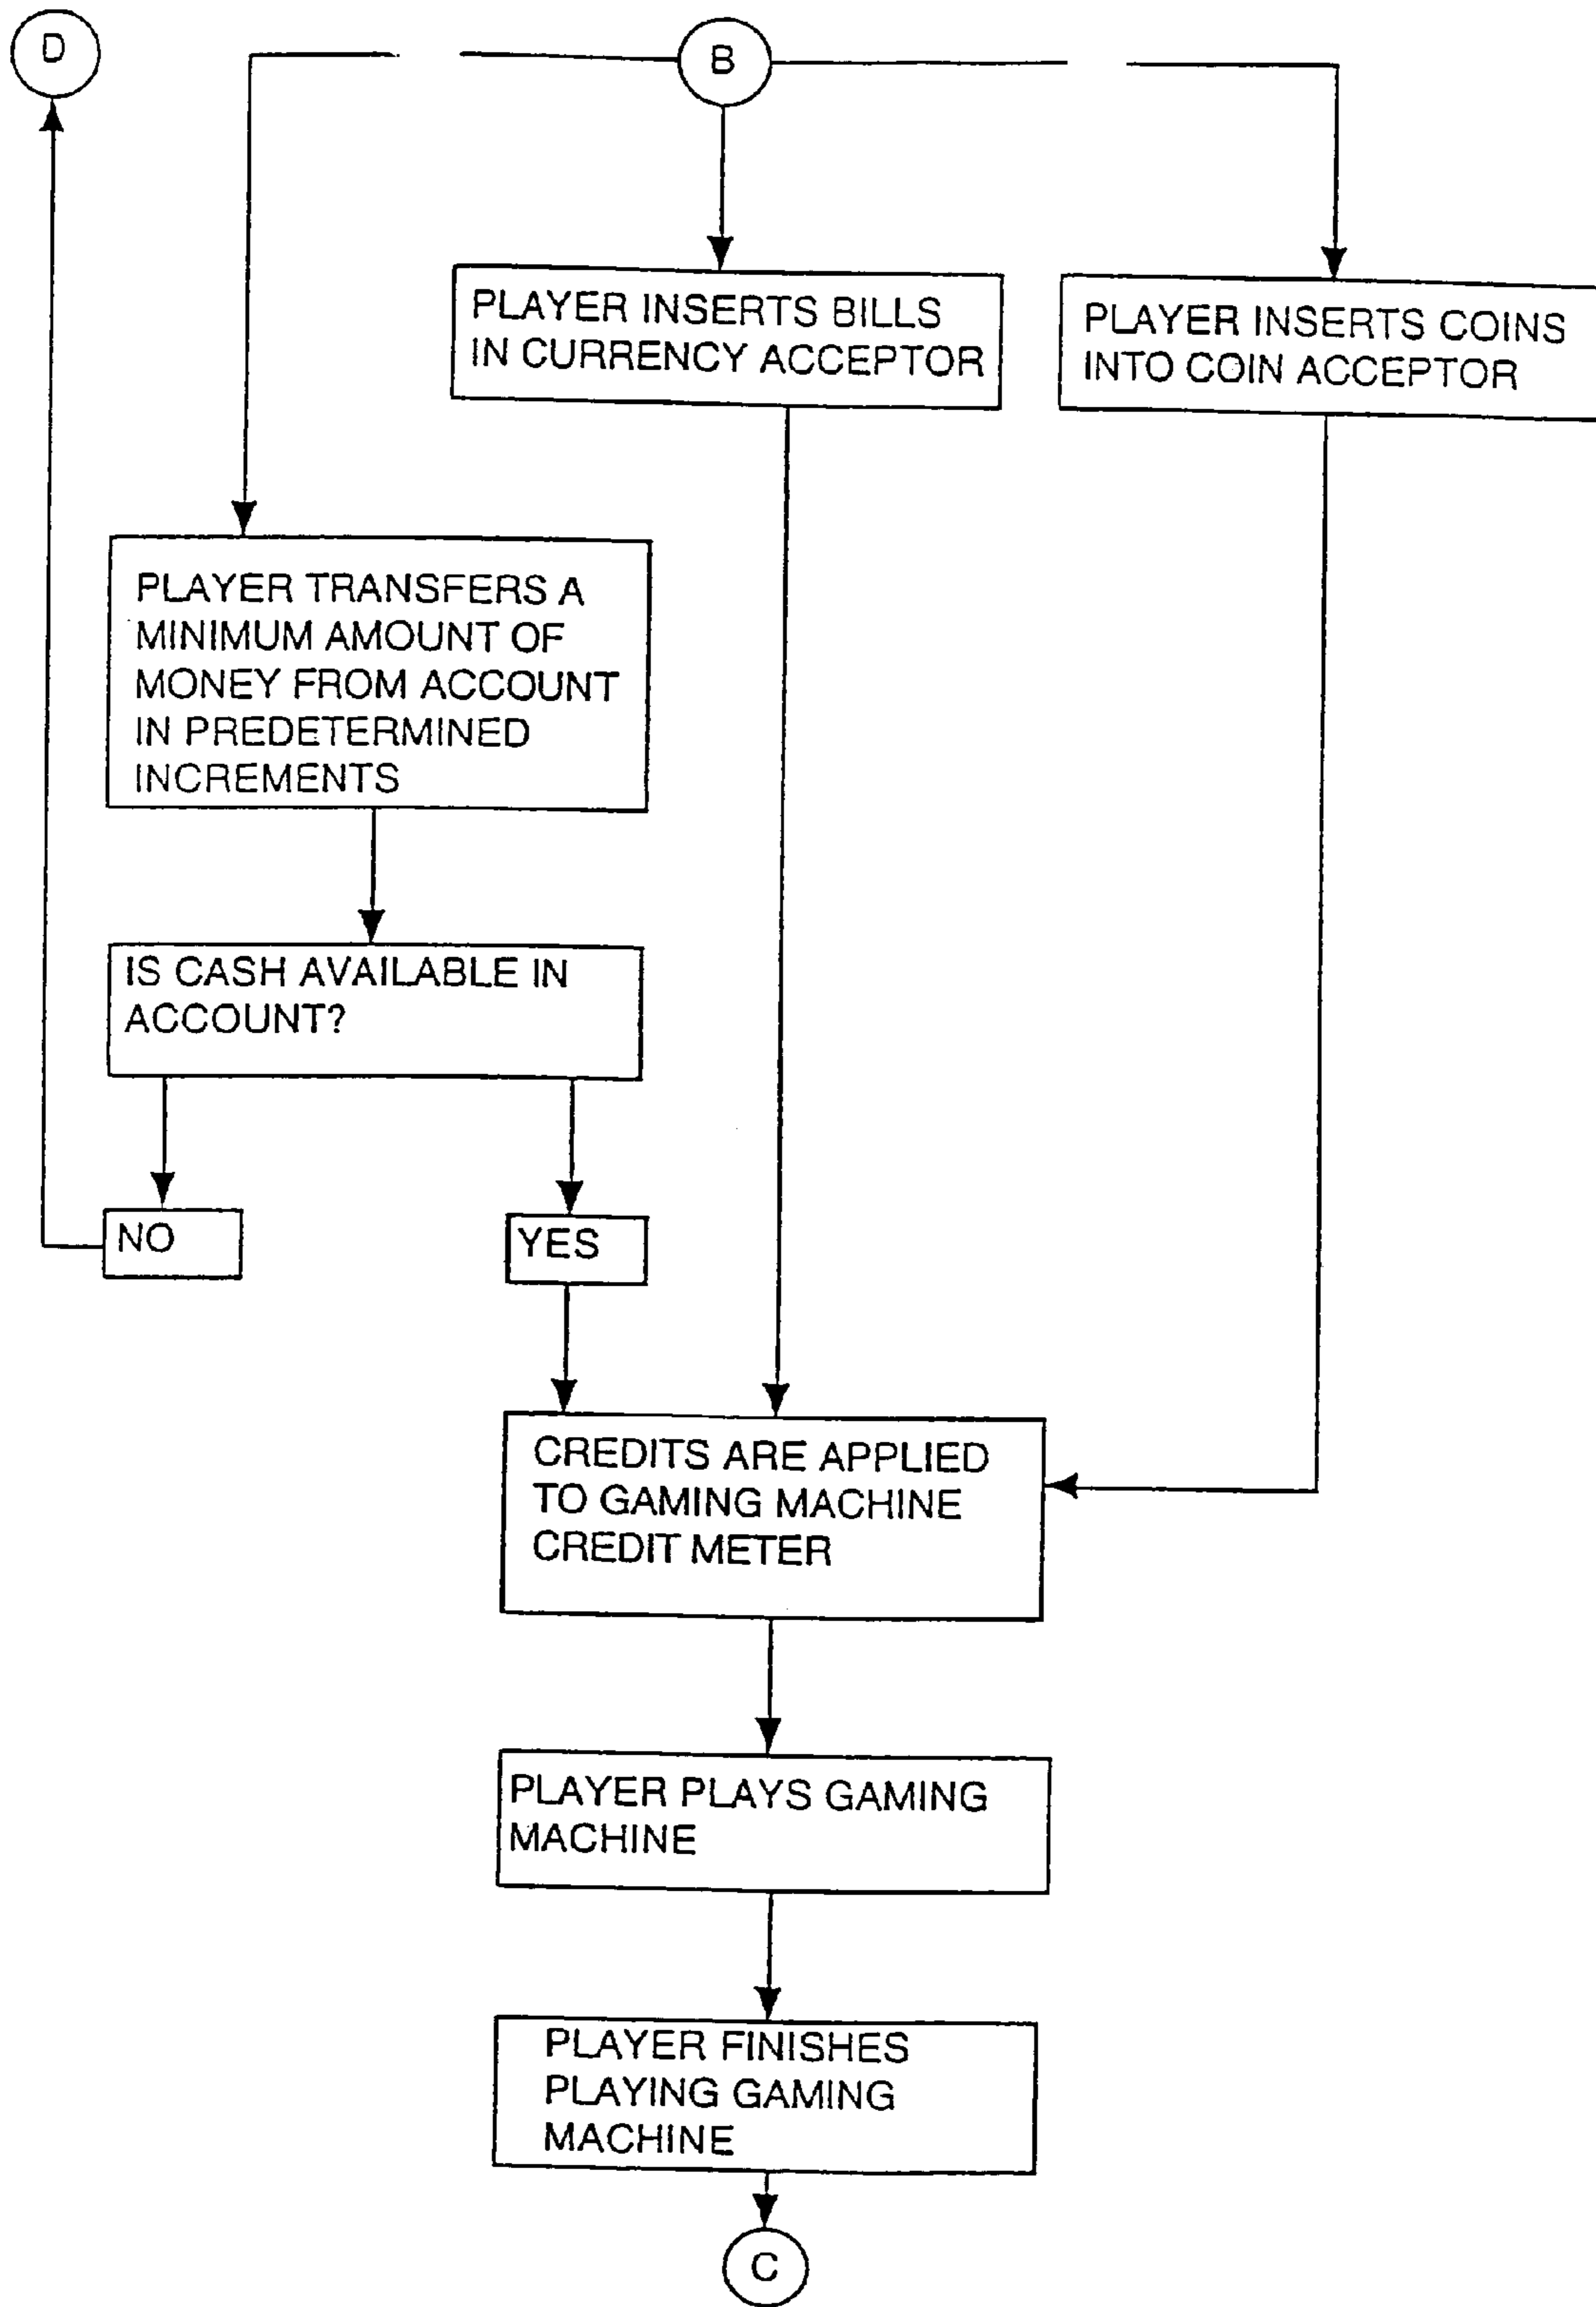 D
B
PLAYER INSERTS BILLS
IN CURRENCY ACCEPTOR
PLAYER INSERTS COINS
INTO COIN ACCEPTOR
PLAYER TRANSFERS A
MINIMUM AMOUNT OF
MONEY FROM ACCOUNT
IN PREDETERMINED
INCREMENTS
IS CASH AVAILABLE IN
ACCOUNT?
NO
YES
CREDITS ARE APPLIED
TO GAMING MACHINE
CREDIT METER
PLAYER PLAYS GAMING
MACHINE
PLAYER FINISHES
PLAYING GAMING
MACHINE
C